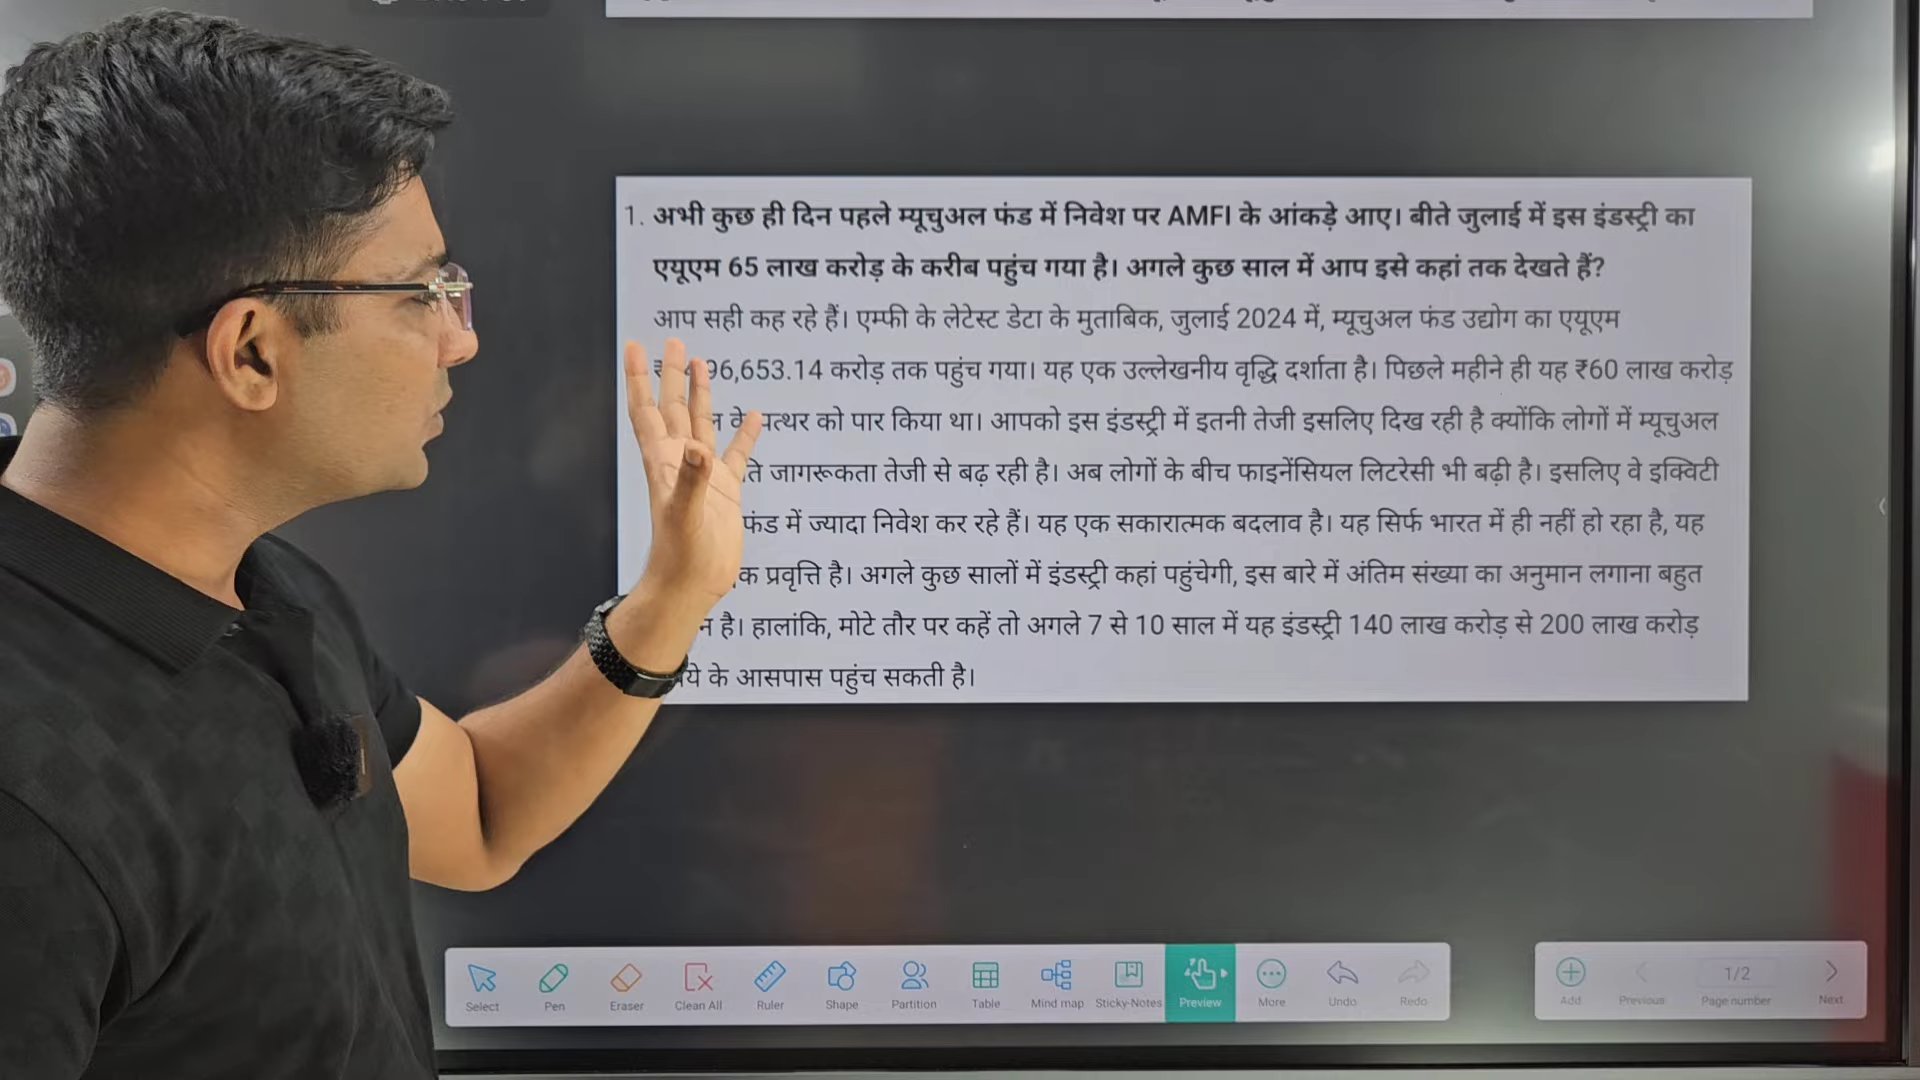 1. अभी कुछ ही दिन पहले म्यूचुअल फंड में निवेश पर AMFI के आंकड़े आए। बीते जुलाई में इस इंडस्ट्री का
एयूएम 65 लाख करोड़ के करीब पहुंच गया है। अगले कुछ साल में आप इसे कहां तक देखते हैं?
आप सही कह रहे हैं। एम्फी के लेटेस्ट डेटा के मुताबिक, जुलाई 2024 में, म्यूचुअल फंड उद्योग का एयूएम
96,653.14 करोड़ तक पहुंच गया। यह एक उल्लेखनीय वृद्धि दर्शाता है। पिछले महीने ही यह ₹60 लाख करोड़
के पत्थर को पार किया था। आपको इस इंडस्ट्री में इतनी तेजी इसलिए दिख रही है क्योंकि लोगों में म्यूचुअल
जागरूकता तेजी से बढ़ रही है। अब लोगों के बीच फाइनेंसियल लिटरेसी भी बढ़ी है। इसलिए वे इक्विटी
फंड में ज्यादा निवेश कर रहे हैं। यह एक सकारात्मक बदलाव है। यह सिर्फ भारत में ही नहीं हो रहा है, यह
प्रवृत्ति है। अगले कुछ सालों में इंडस्ट्री कहां पहुंचेगी, इस बारे में अंतिम संख्या का अनुमान लगाना बहुत
है। हालांकि, मोटे तौर पर कहें तो अगले 7 से 10 साल में यह इंडस्ट्री 140 लाख करोड़ से 200 लाख करोड़
के आसपास पहुंच सकती है।
Select Pen Eraser Clean All Ruler Shape Partition Table Mind map Sticky-Notes Preview More Undo Redo
Add Previous 1/2 Page number Next